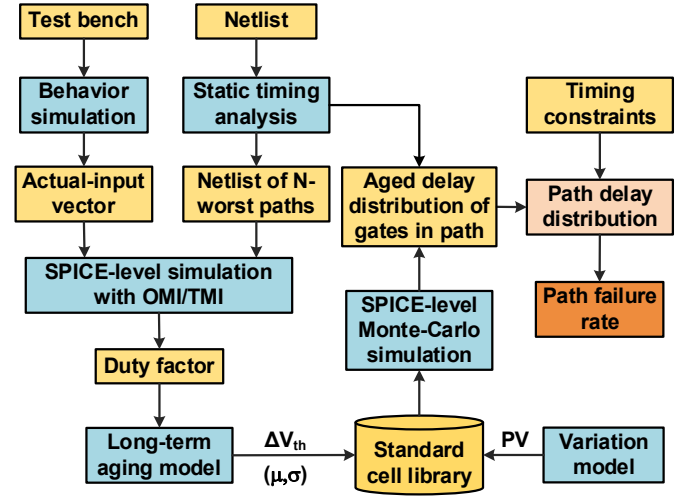 Test bench
Netlist
Behavior
simulation
Static timing
analysis
Timing
constraints
Actual-input
vector
Netlist of N-
worst paths
Aged delay
distribution of
gates in path
Path delay
distribution
SPICE-level simulation
with OMI/TMI
SPICE-level
Monte-Carlo
simulation
Path failure
rate
Duty factor
Long-term
aging model
ΔVth
(μ,σ)
Standard
cell library
PV
Variation
model